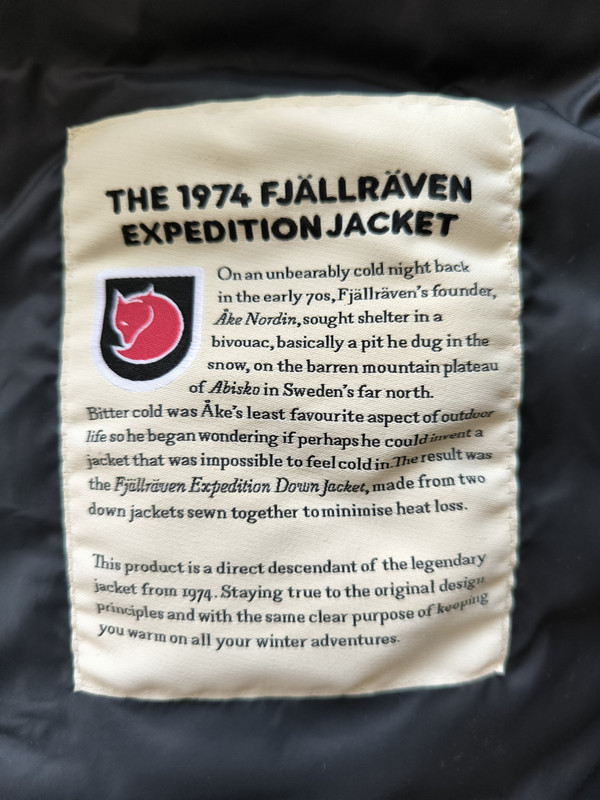 THE 1974 FJÄLLRÄVEN
EXPEDITION JACKET
On an unbearably cold night back
in the early 70s, Fjällräven's founder,
Åke Nordin, sought shelter in a
bivouac, basically a pit he dug in the
snow, on the barren mountain plateau
of Abisko in Sweden's far north.
Bitter cold was Åke's least favourite aspect of outdoor
life so he began wondering if perhaps he could invent a
jacket that was impossible to feel cold in. The result was
the Fjällräven Expedition Down Jacket, made from two
down jackets sewn together to minimise heat loss.
This product is a direct descendant of the legendary
jacket from 1974. Staying true to the original design
principles and with the same clear purpose of keeping
you warm on all your winter adventures.